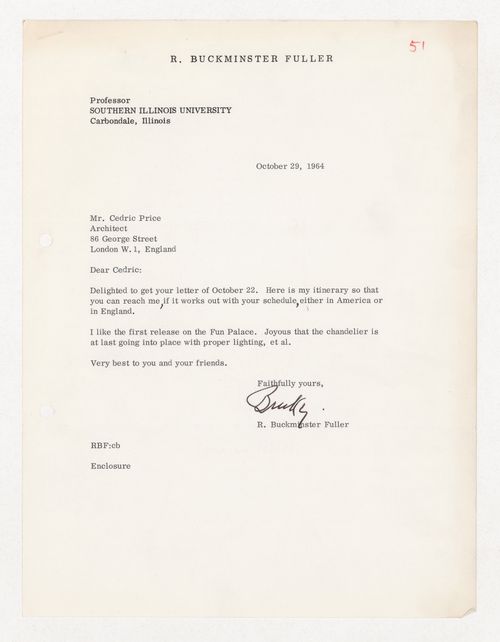 51
R. BUCKMINSTER FULLER
Professor
SOUTHERN ILLINOIS UNIVERSITY
Carbondale, Illinois
October 29, 1964
Mr. Cedric Price
Architect
86 George Street
London W. 1, England
Dear Cedric:
Delighted to get your letter of October 22. Here is my itinerary so that
you can reach me, if it works out with your schedule, either in America or
in England.
I like the first release on the Fun Palace. Joyous that the chandelier is
at last going into place with proper lighting, et al.
Very best to you and your friends.
Faithfully yours,
Bucky.
R. Buckminster Fuller
RBF:cb
Enclosure